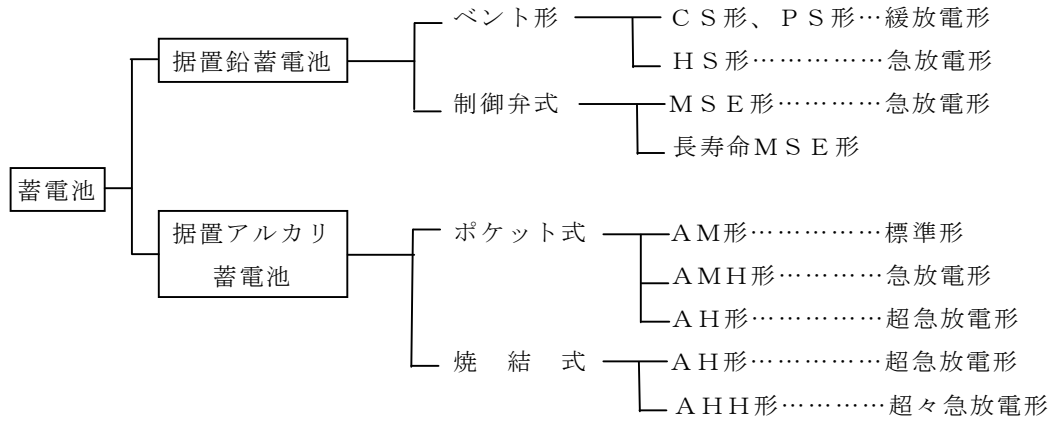 ベント形 ＣＳ形、ＰＳ形…緩放電形
据置鉛蓄電池 ＨＳ形……………急放電形
制御弁式 ＭＳＥ形…………急放電形
長寿命ＭＳＥ形
蓄電池
据置アルカリ ポケット式 ＡＭ形……………標準形
蓄電池 ＡＭＨ形…………急放電形
ＡＨ形……………超急放電形
焼結式 ＡＨ形……………超急放電形
ＡＨＨ形…………超々急放電形